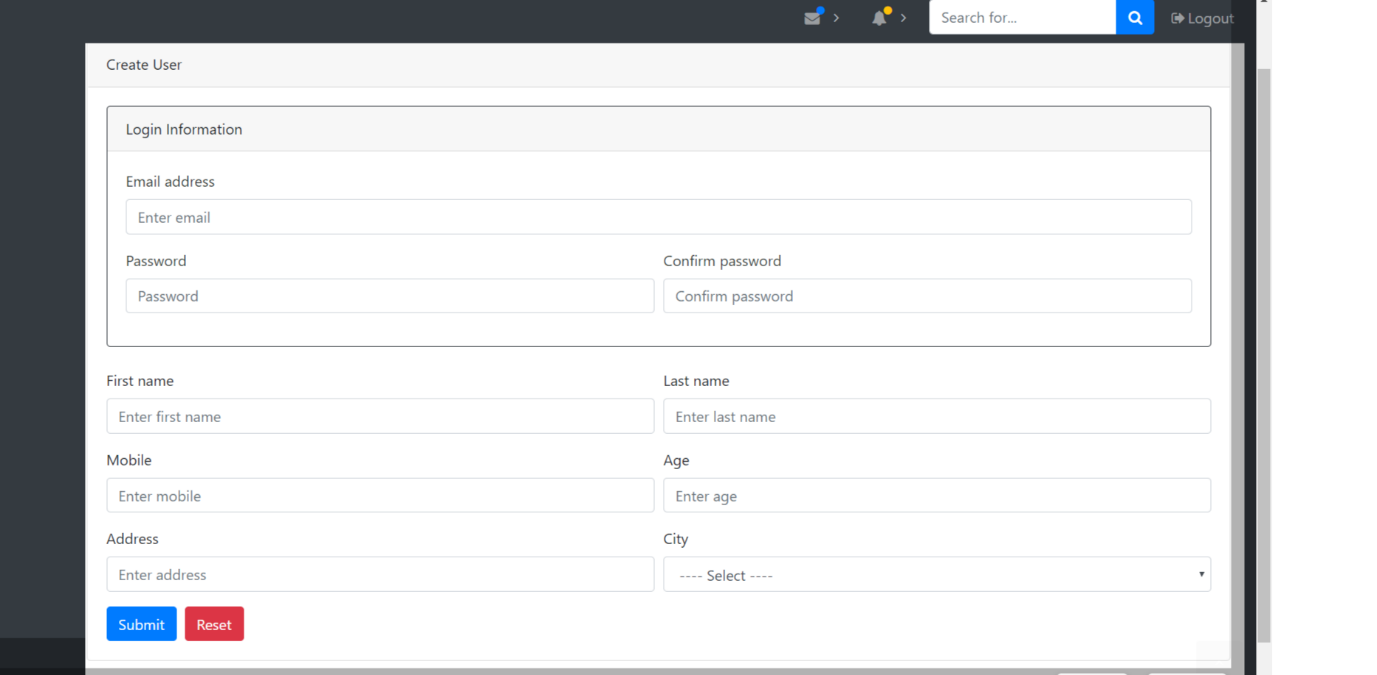 Search for... Logout
Create User
Login Information
Email address
Enter email
Password Confirm password
Password Confirm password
First name Last name
Enter first name Enter last name
Mobile Age
Enter mobile Enter age
Address City
Enter address ---- Select ----
Submit Reset